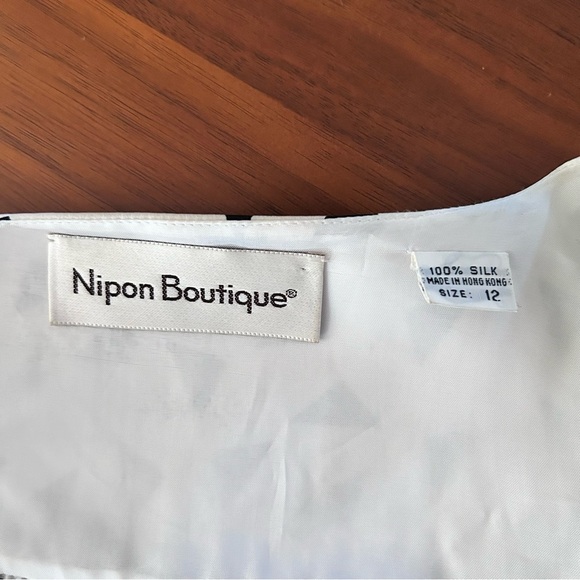 Nipon Boutique®
100% SILK
MADE IN HONG KONG
SIZE: 12